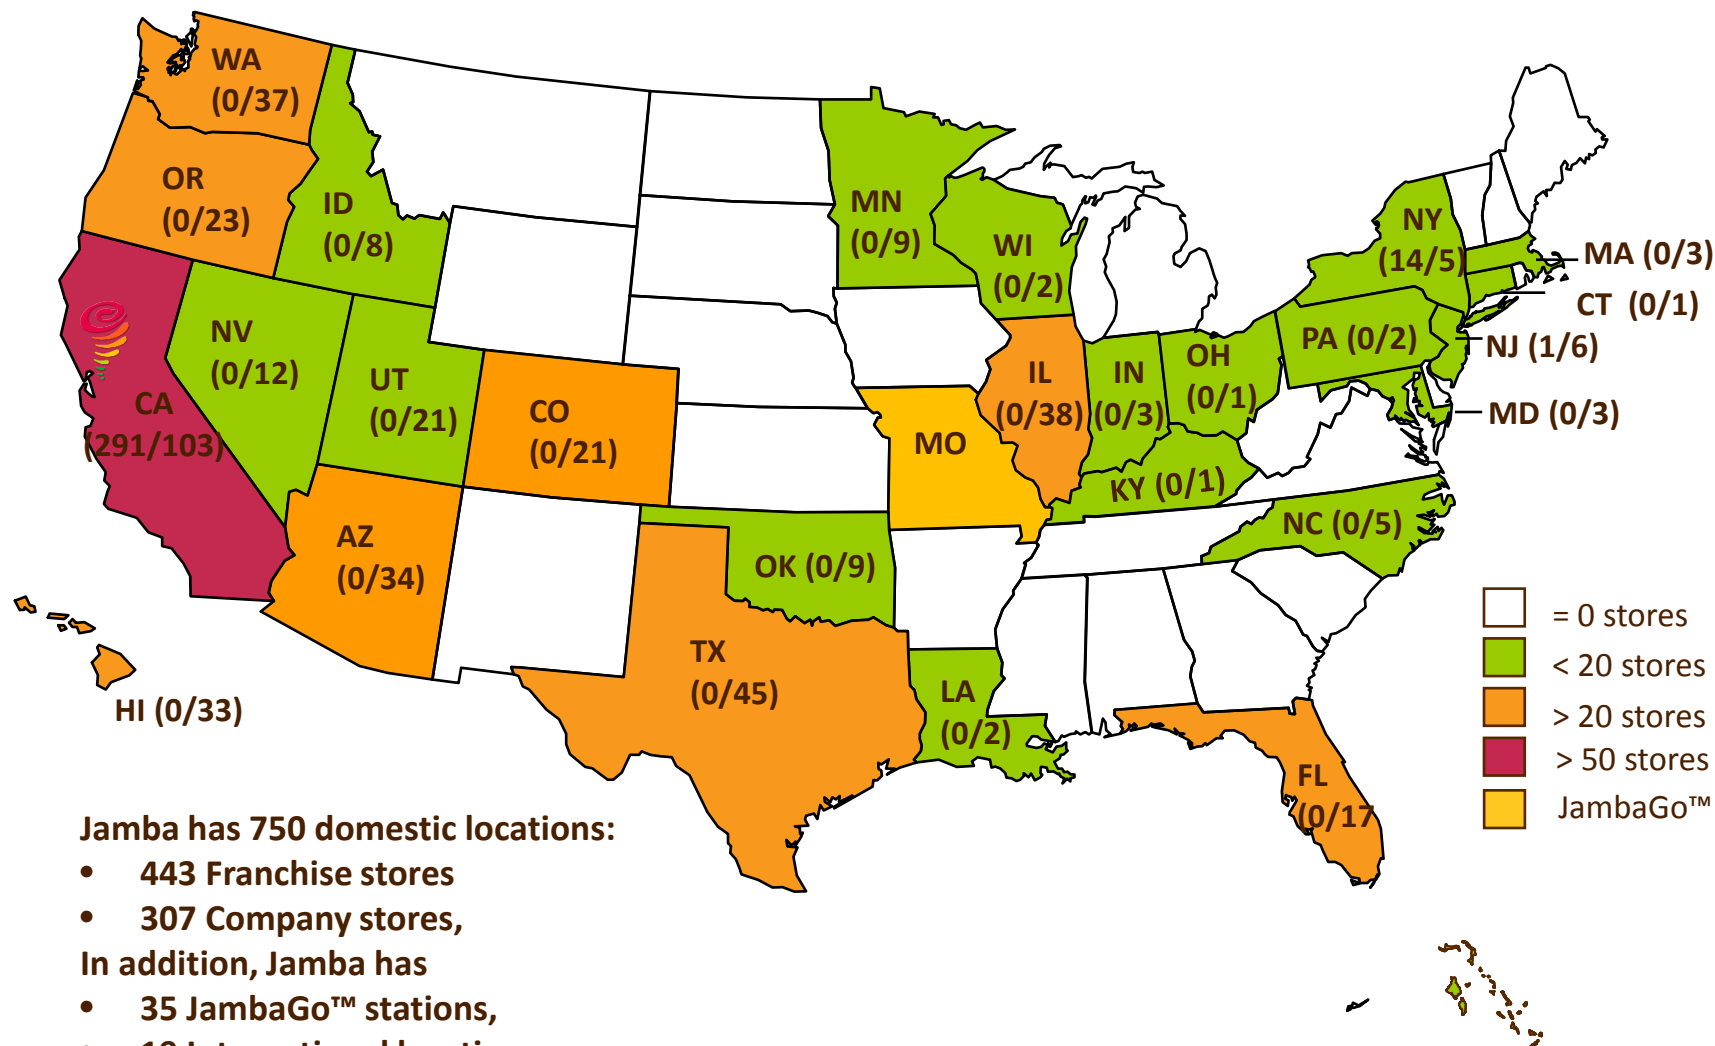 WA
(0/37)
OR
(0/23)
ID
(0/8)
MN
(0/9)
WI
(0/2)
NY
(14/5)
MA (0/3)
CT (0/1)
NJ (1/6)
PA (0/2)
MD (0/3)
NV
(0/12)
UT
(0/21)
CO
(0/21)
CA
(291/103)
IL
(0/38)
IN
(0/3)
OH
(0/1)
MO
KY (0/1)
NC (0/5)
AZ
(0/34)
OK (0/9)
TX
(0/45)
LA
(0/2)
HI (0/33)
FL
(0/17
= 0 stores
< 20 stores
> 20 stores
> 50 stores
JambaGo™
Jamba has 750 domestic locations:
• 443 Franchise stores
• 307 Company stores,
In addition, Jamba has
• 35 JambaGo™ stations,